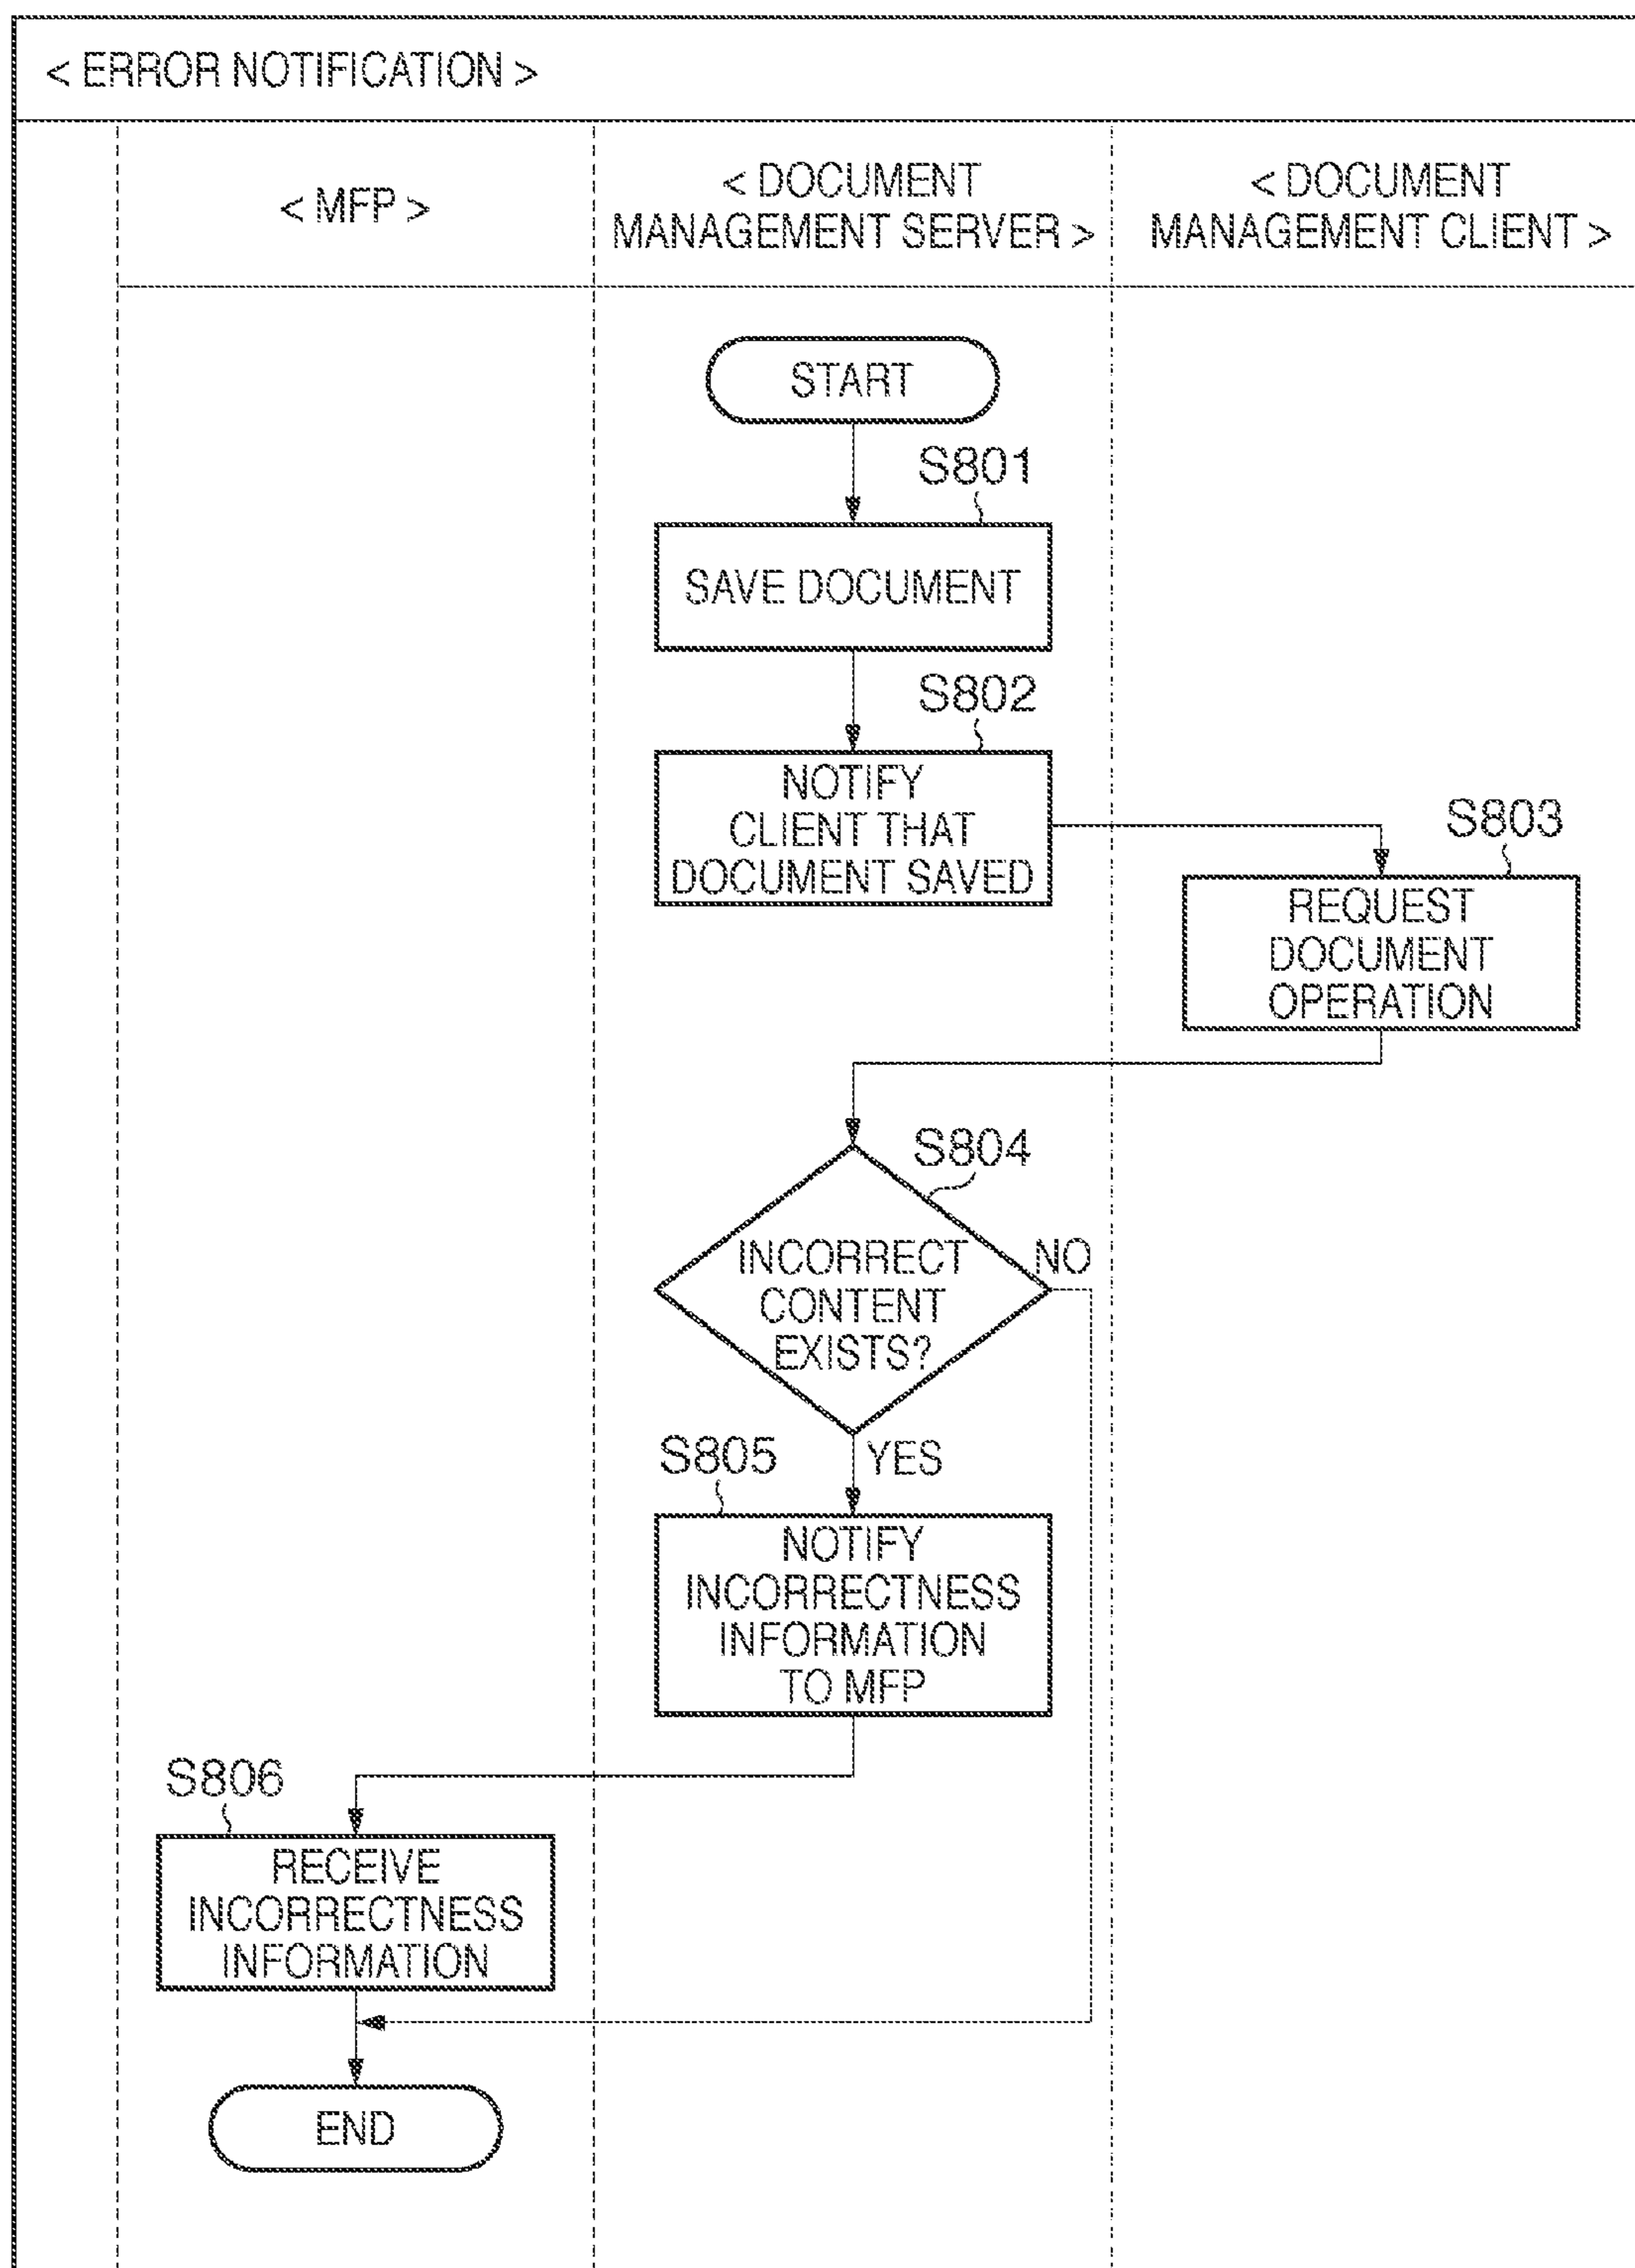 < ERROR NOTIFICATION >
< MFP >
< DOCUMENT
MANAGEMENT SERVER >
< DOCUMENT
MANAGEMENT CLIENT >
START
S801
SAVE DOCUMENT
S802
NOTIFY
CLIENT THAT
DOCUMENT SAVED
S803
REQUEST
DOCUMENT
OPERATION
S804
INCORRECT
CONTENT
EXISTS?
NO
YES
S805
NOTIFY
INCORRECTNESS
INFORMATION
TO MFP
S806
RECEIVE
INCORRECTNESS
INFORMATION
END